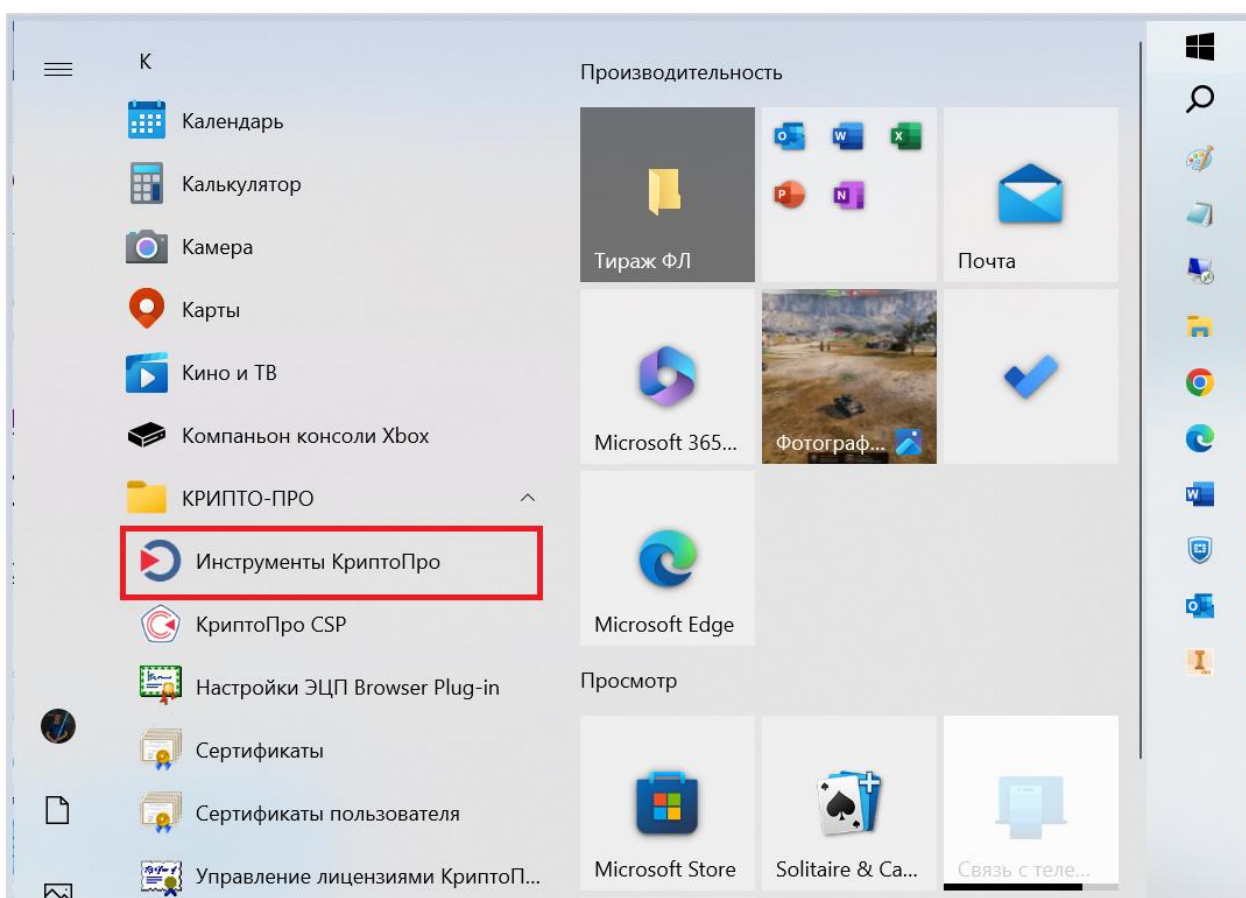 К
Календарь
Калькулятор
Камера
Карты
Кино и ТВ
Компаньон консоли Xbox
КРИПТО-ПРО
Инструменты КриптоПро
КриптоПро CSP
Настройки ЭЦП Browser Plug-in
Сертификаты
Сертификаты пользователя
Управление лицензиями КриптоП...
Производительность
Тираж ФЛ
Почта
Microsoft 365...
Фотограф...
Microsoft Edge
Просмотр
Microsoft Store
Solitaire & Ca...
Связь с теле...